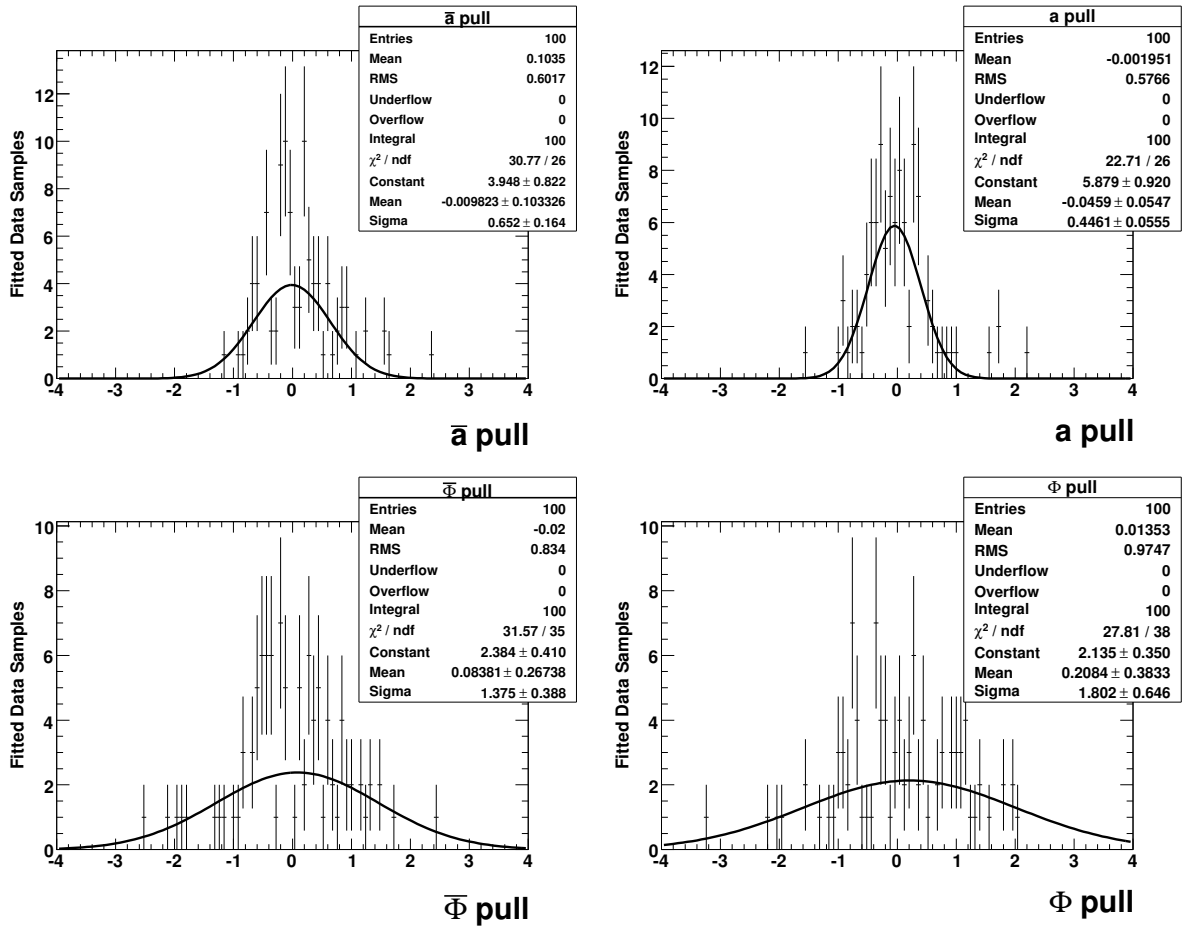 a̅ pull
Entries 100
Mean 0.1035
RMS 0.6017
Underflow 0
Overflow 0
Integral 100
χ² / ndf 30.77 / 26
Constant 3.948 ± 0.822
Mean -0.009823 ± 0.103326
Sigma 0.652 ± 0.164
Fitted Data Samples
12
10
8
6
4
2
0
-4 -3 -2 -1 0 1 2 3 4
a̅ pull
a pull
Entries 100
Mean -0.001951
RMS 0.5766
Underflow 0
Overflow 0
Integral 100
χ² / ndf 22.71 / 26
Constant 5.879 ± 0.920
Mean -0.0459 ± 0.0547
Sigma 0.4461 ± 0.0555
Fitted Data Samples
12
10
8
6
4
2
0
-4 -3 -2 -1 0 1 2 3 4
a pull
Φ̅ pull
Entries 100
Mean -0.02
RMS 0.834
Underflow 0
Overflow 0
Integral 100
χ² / ndf 31.57 / 35
Constant 2.384 ± 0.410
Mean 0.08381 ± 0.26738
Sigma 1.375 ± 0.388
Fitted Data Samples
10
8
6
4
2
0
-4 -3 -2 -1 0 1 2 3 4
Φ̅ pull
Φ pull
Entries 100
Mean 0.01353
RMS 0.9747
Underflow 0
Overflow 0
Integral 100
χ² / ndf 27.81 / 38
Constant 2.135 ± 0.350
Mean 0.2084 ± 0.3833
Sigma 1.802 ± 0.646
Fitted Data Samples
10
8
6
4
2
0
-4 -3 -2 -1 0 1 2 3 4
Φ pull